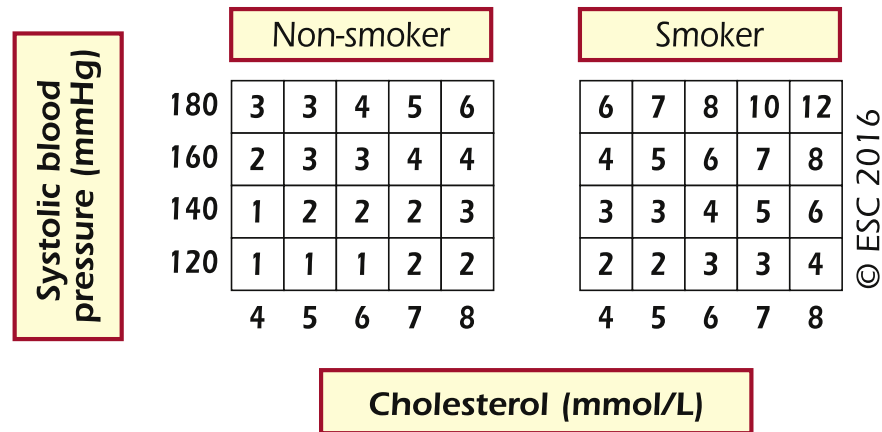 Non-smoker Smoker
Systolic blood
pressure (mmHg)
180 3 3 4 5 6 6 7 8 10 12
160 2 3 3 4 4 4 5 6 7 8
140 1 2 2 2 3 3 3 4 5 6
120 1 1 1 2 2 2 2 3 3 4
4 5 6 7 8 4 5 6 7 8
Cholesterol (mmol/L)
© ESC 2016